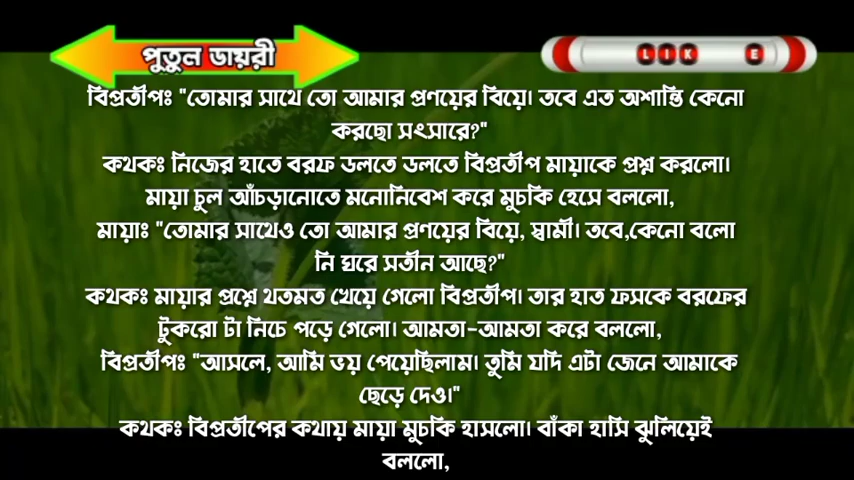 পুতুল ডায়রী
LIKE
বিপ্রতীপঃ "তোমার সাথে তো আমার প্রণয়ের বিয়ে। তবে এত অশান্তি কেনো
করছো সংসারে?"
কথকঃ নিজের হাতে বরফ ডলতে ডলতে বিপ্রতীপ মায়াকে প্রশ্ন করলো।
মায়া চুল আঁচড়ানোতে মনোনিবেশ করে মুচকি হেসে বললো,
মায়াঃ "তোমার সাথেও তো আমার প্রণয়ের বিয়ে, স্বামী। তবে,কেনো বলো
নি ঘরে সতীন আছে?"
কথকঃ মায়ার প্রশ্নে থতমত খেয়ে গেলো বিপ্রতীপ। তার হাত ফসকে বরফের
টুকরো টা নিচে পড়ে গেলো। আমতা-আমতা করে বললো,
বিপ্রতীপঃ "আসলে, আমি ভয় পেয়েছিলাম। তুমি যদি এটা জেনে আমাকে
ছেড়ে দেও।"
কথকঃ বিপ্রতীপের কথায় মায়া মুচকি হাসলো। বাঁকা হাসি ঝুলিয়েই
বললো,